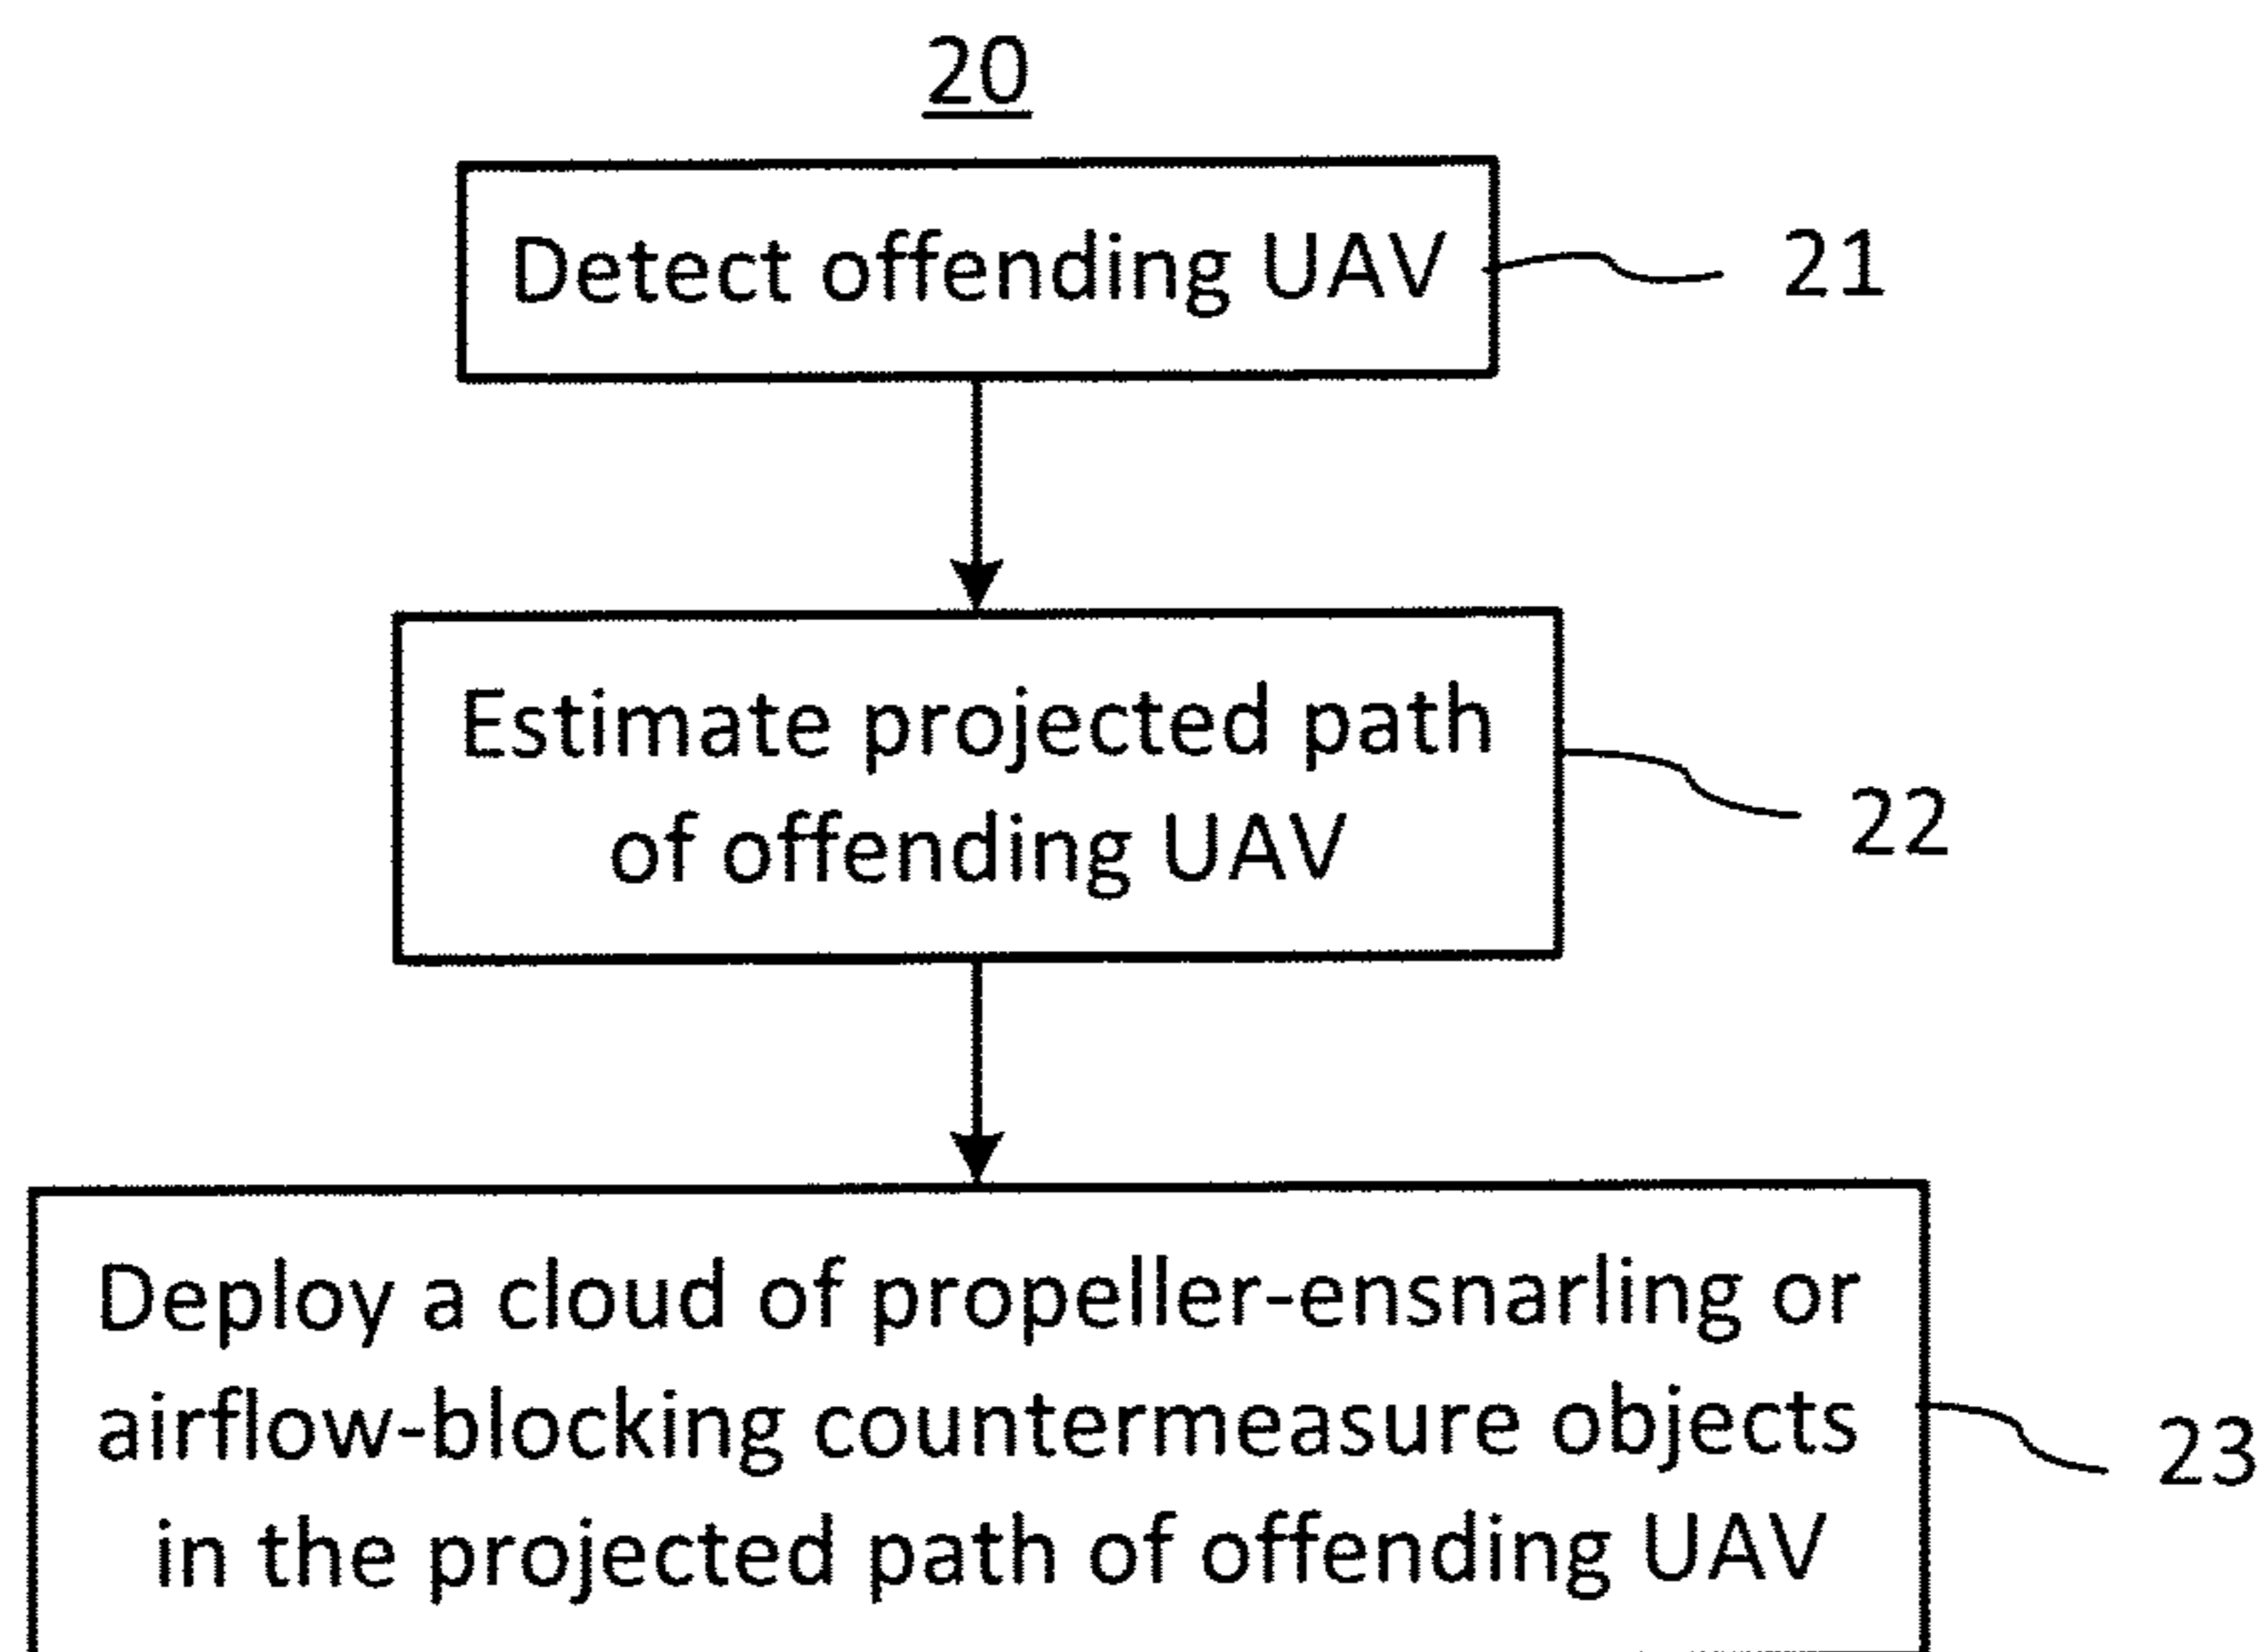 20
Detect offending UAV
21
Estimate projected path
of offending UAV
22
Deploy a cloud of propeller-ensnarling or
airflow-blocking countermeasure objects
in the projected path of offending UAV
23